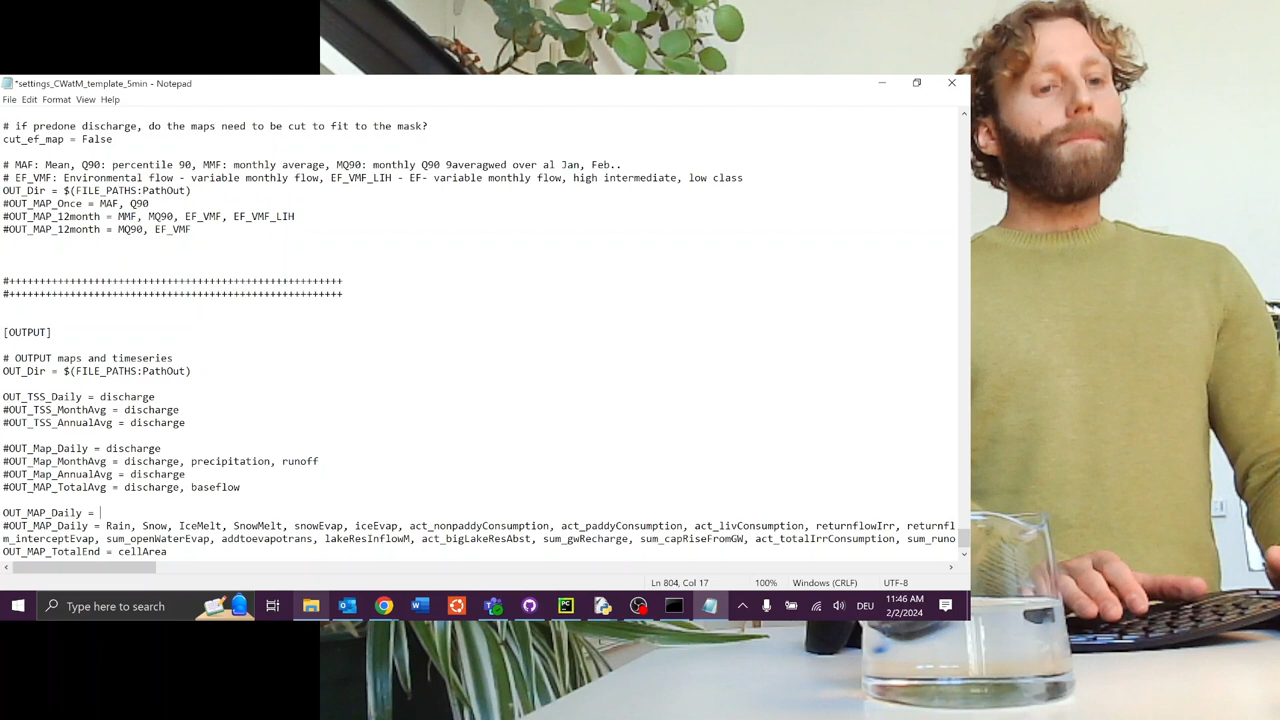 *settings_CWatM_template_5min - Notepad
File Edit Format View Help
# if predone discharge, do the maps need to be cut to fit to the mask?
cut_ef_map = False
# MAF: Mean, Q90: percentile 90, MMF: monthly average, MQ90: monthly Q90 9averagwed over al Jan, Feb..
# EF_VMF: Environmental flow - variable monthly flow, EF_VMF_LIH - EF- variable monthly flow, high intermediate, low class
OUT_Dir = $(FILE_PATHS:PathOut)
#OUT_MAP_Once = MAF, Q90
#OUT_MAP_12month = MMF, MQ90, EF_VMF, EF_VMF_LIH
#OUT_MAP_12month = MQ90, EF_VMF
#++++++++++++++++++++++++++++++++++++++++++++++++++++++
#++++++++++++++++++++++++++++++++++++++++++++++++++++++
[OUTPUT]
# OUTPUT maps and timeseries
OUT_Dir = $(FILE_PATHS:PathOut)
OUT_TSS_Daily = discharge
#OUT_TSS_MonthAvg = discharge
#OUT_TSS_AnnualAvg = discharge
#OUT_Map_Daily = discharge
#OUT_Map_MonthAvg = discharge, precipitation, runoff
#OUT_Map_AnnualAvg = discharge
#OUT_MAP_TotalAvg = discharge, baseflow
OUT_MAP_Daily =
#OUT_MAP_Daily = Rain, Snow, IceMelt, SnowMelt, snowEvap, iceEvap, act_nonpaddyConsumption, act_paddyConsumption, act_livConsumption, returnflowIrr, returnfl
m_interceptEvap, sum_openWaterEvap, addtoevapotrans, lakeResInflowM, act_bigLakeResAbst, sum_gwRecharge, sum_capRiseFromGW, act_totalIrrConsumption, sum_runo
OUT_MAP_TotalEnd = cellArea
Ln 804, Col 17 100% Windows (CRLF) UTF-8
Type here to search DEU 11:46 AM
2/2/2024